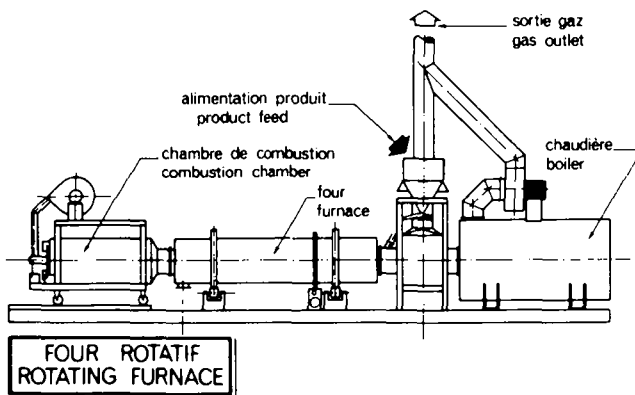 sortie gaz
gas outlet
alimentation produit
product feed
chambre de combustion
combustion chamber
four
furnace
chaudière
boiler
FOUR ROTATIF
ROTATING FURNACE